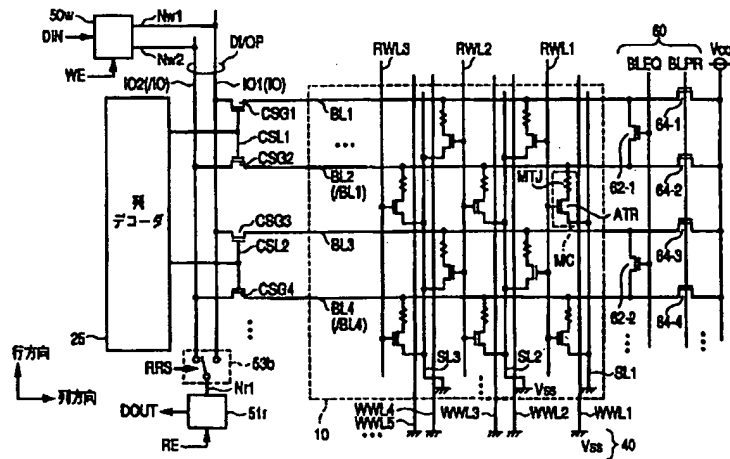 50w
Nw1
DIN
Nw2
WE
DI/OP
IO2(/IO)
IO1(IO)
RWL3
RWL2
RWL1
60
BLEQ
BLPR
Vcc
CSG1
BL1
64-1
CSL1
CSG2
BL2
(/BL1)
MTJ
ATR
62-1
64-2
列
デコーダ
CSG3
CSL2
BL3
MC
64-3
CSG4
BL4
(/BL4)
62-2
64-4
25
RRS
53b
行方向
列方向
Nr1
DOUT
51r
RE
10
SL3
SL2
SL1
Vss
WWL4
WWL5
WWL3
WWL2
WWL1
Vss
40